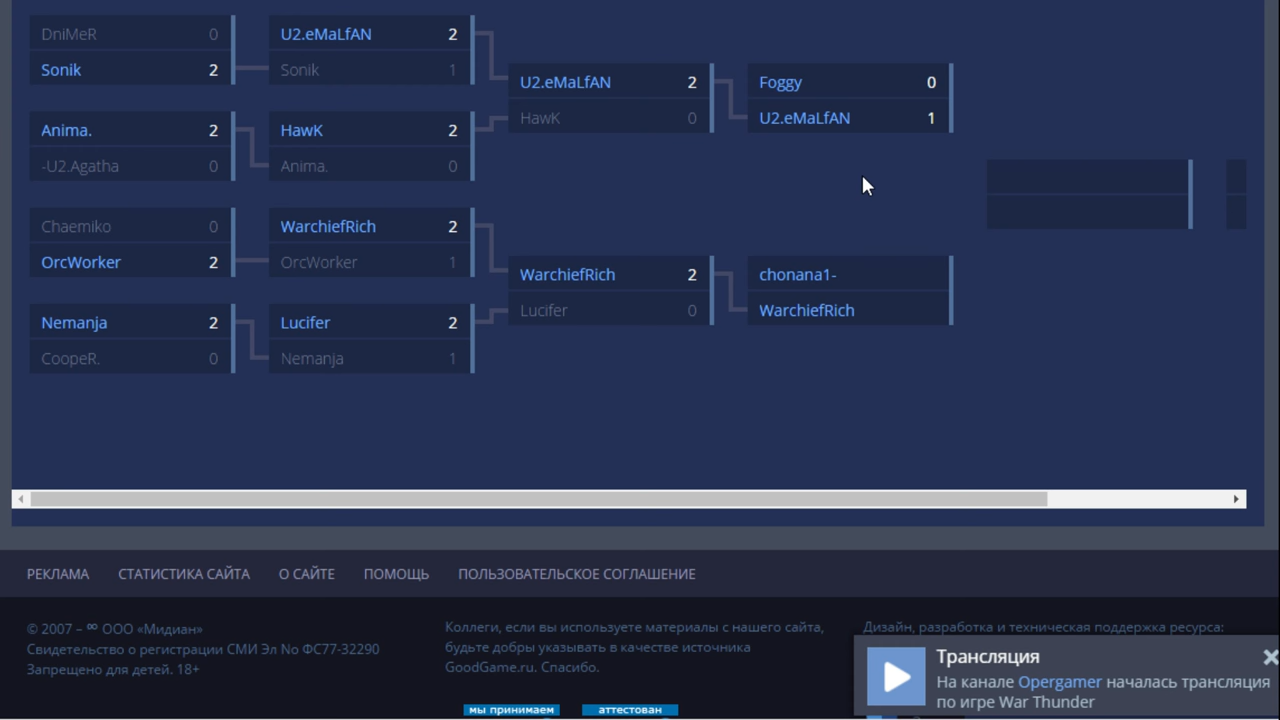 DniMeR 0
Sonik 2
Anima. 2
-U2.Agatha 0
Chaemiko 0
OrcWorker 2
Nemanja 2
CoopeR. 0
U2.eMaLfAN 2
Sonik 1
HawK 2
Anima. 0
WarchiefRich 2
OrcWorker 1
Lucifer 2
Nemanja 1
U2.eMaLfAN 2
HawK 0
WarchiefRich 2
Lucifer 0
Foggy 0
U2.eMaLfAN 1
chonana1-
WarchiefRich
РЕКЛАМА СТАТИСТИКА САЙТА О САЙТЕ ПОМОЩЬ ПОЛЬЗОВАТЕЛЬСКОЕ СОГЛАШЕНИЕ
© 2007 – ∞ ООО «Мидиан»
Свидетельство о регистрации СМИ Эл No ФС77-32290
Запрещено для детей. 18+
Коллеги, если вы используете материалы с нашего сайта,
будьте добры указывать в качестве источника
GoodGame.ru. Спасибо.
мы принимаем
аттестован
Дизайн, разработка и техническая поддержка ресурса:
Трансляция
На канале Opergamer началась трансляция
по игре War Thunder